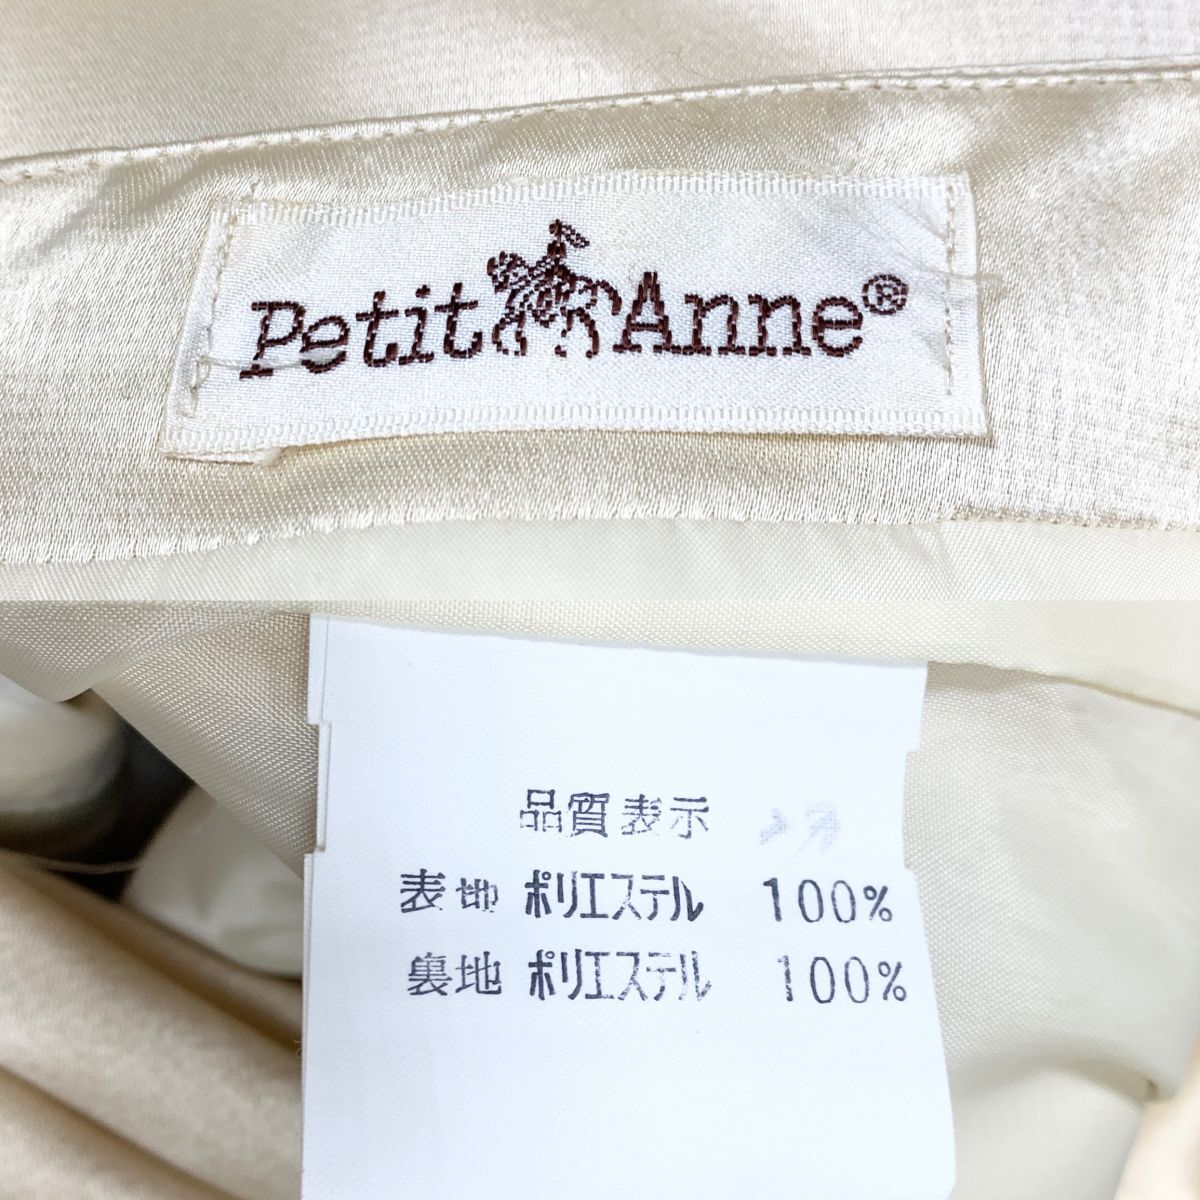 Petit Anne®
品質表示
表地 ポリエステル 100%
裏地 ポリエステル 100%